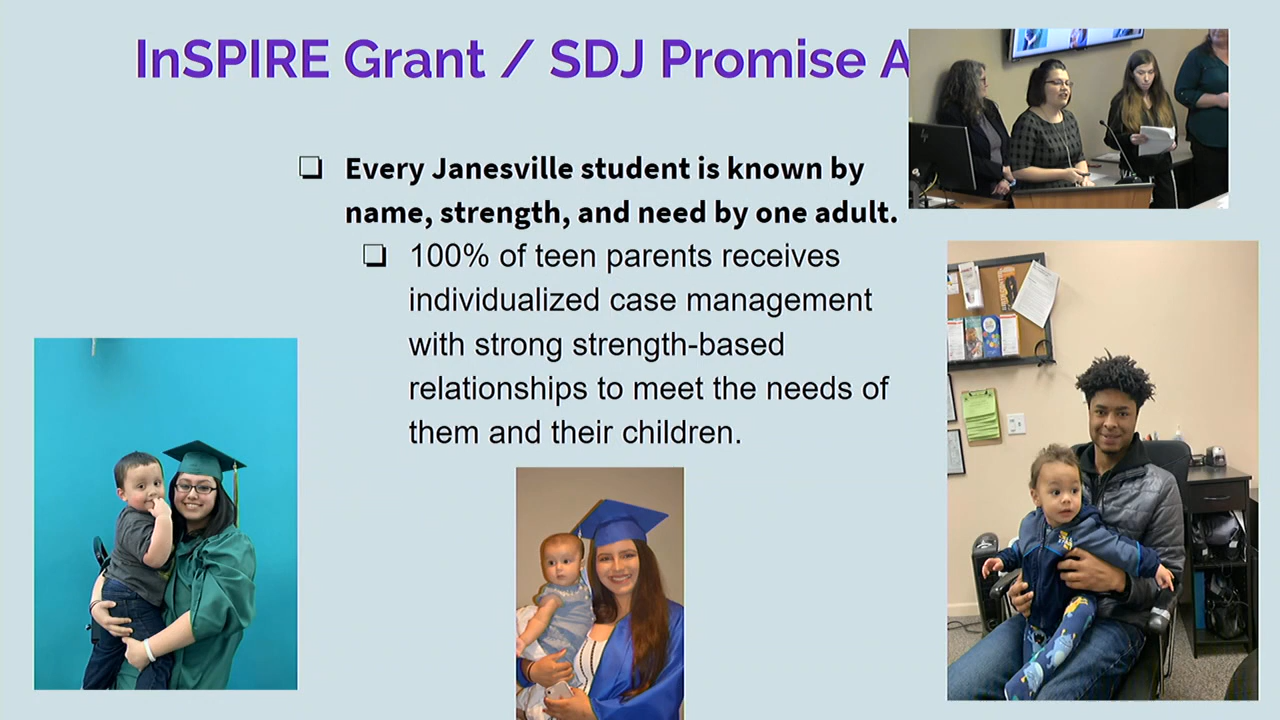 InSPIRE Grant / SDJ Promise A
❏ Every Janesville student is known by
name, strength, and need by one adult.
❏ 100% of teen parents receives
individualized case management
with strong strength-based
relationships to meet the needs of
them and their children.